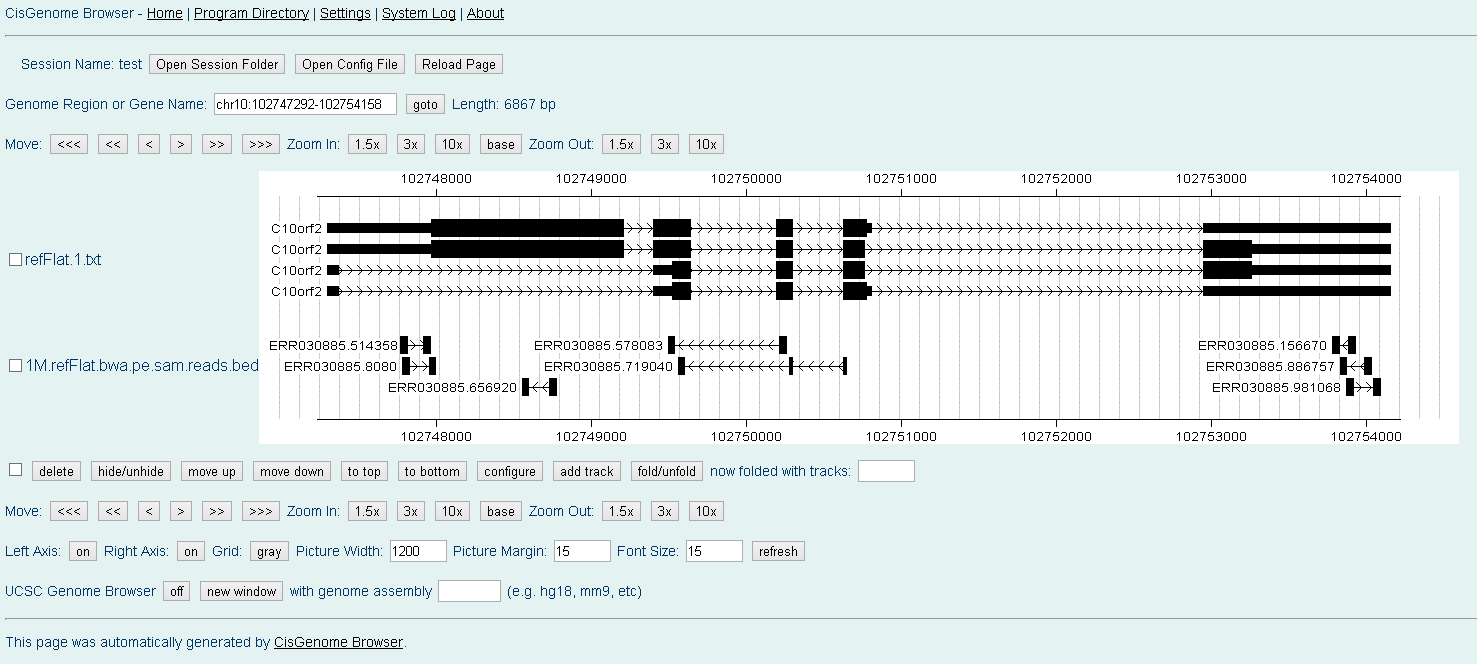 CisGenome Browser - Home | Program Directory | Settings | System Log | About
Session Name: test Open Session Folder Open Config File Reload Page
Genome Region or Gene Name: chr10:102747292-102754158 goto Length: 6867 bp
Move: <<< << < > >> >>> Zoom In: 1.5x 3x 10x base Zoom Out: 1.5x 3x 10x
102748000 102749000 102750000 102751000 102752000 102753000 102754000
C10orf2
C10orf2
refFlat.1.txt
C10orf2
C10orf2
ERR030885.514358 ERR030885.578083 ERR030885.156670
1M.refFlat.bwa.pe.sam.reads.bed ERR030885.8080 ERR030885.719040 ERR030885.886757
ERR030885.656920 ERR030885.981068
102748000 102749000 102750000 102751000 102752000 102753000 102754000
delete hide/unhide move up move down to top to bottom configure add track fold/unfold now folded with tracks:
Move: <<< << < > >> >>> Zoom In: 1.5x 3x 10x base Zoom Out: 1.5x 3x 10x
Left Axis: on Right Axis: on Grid: gray Picture Width: 1200 Picture Margin: 15 Font Size: 15 refresh
UCSC Genome Browser off new window with genome assembly (e.g. hg18, mm9, etc)
This page was automatically generated by CisGenome Browser.